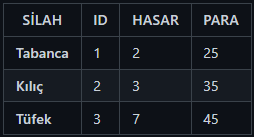 SİLAH ID HASAR PARA
Tabanca 1 2 25
Kılıç 2 3 35
Tüfek 3 7 45